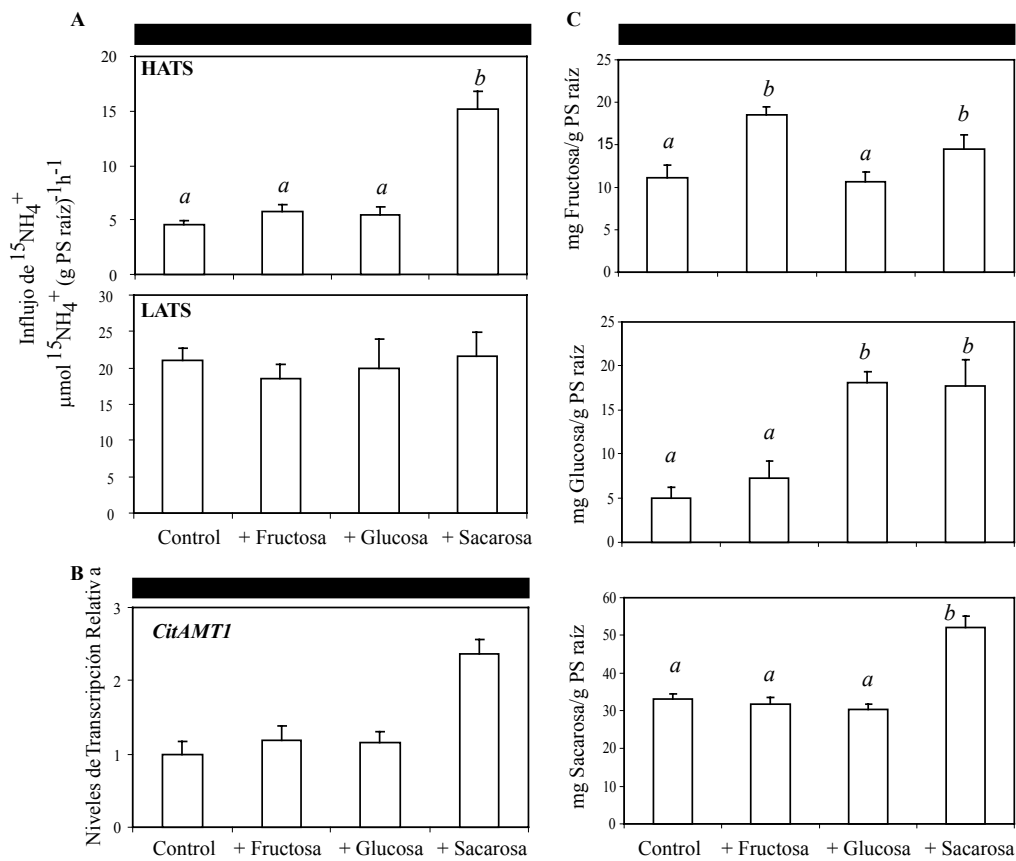 A
HATS
20
15
10
5
0
a
a
a
b
LATS
30
25
20
15
10
5
0
Influjo de ¹⁵NH₄⁺
µmol ¹⁵NH₄⁺ (g PS raíz)⁻¹h⁻¹
Control + Fructosa + Glucosa + Sacarosa
B
CitAMT1
3
2
1
0
Niveles de Transcripción Relativa
Control + Fructosa + Glucosa + Sacarosa
C
25
20
15
10
5
0
mg Fructosa/g PS raíz
a
b
a
b
25
20
15
10
5
0
mg Glucosa/g PS raíz
a
a
b
b
60
50
40
30
20
10
0
mg Sacarosa/g PS raíz
a
a
a
b
Control + Fructosa + Glucosa + Sacarosa